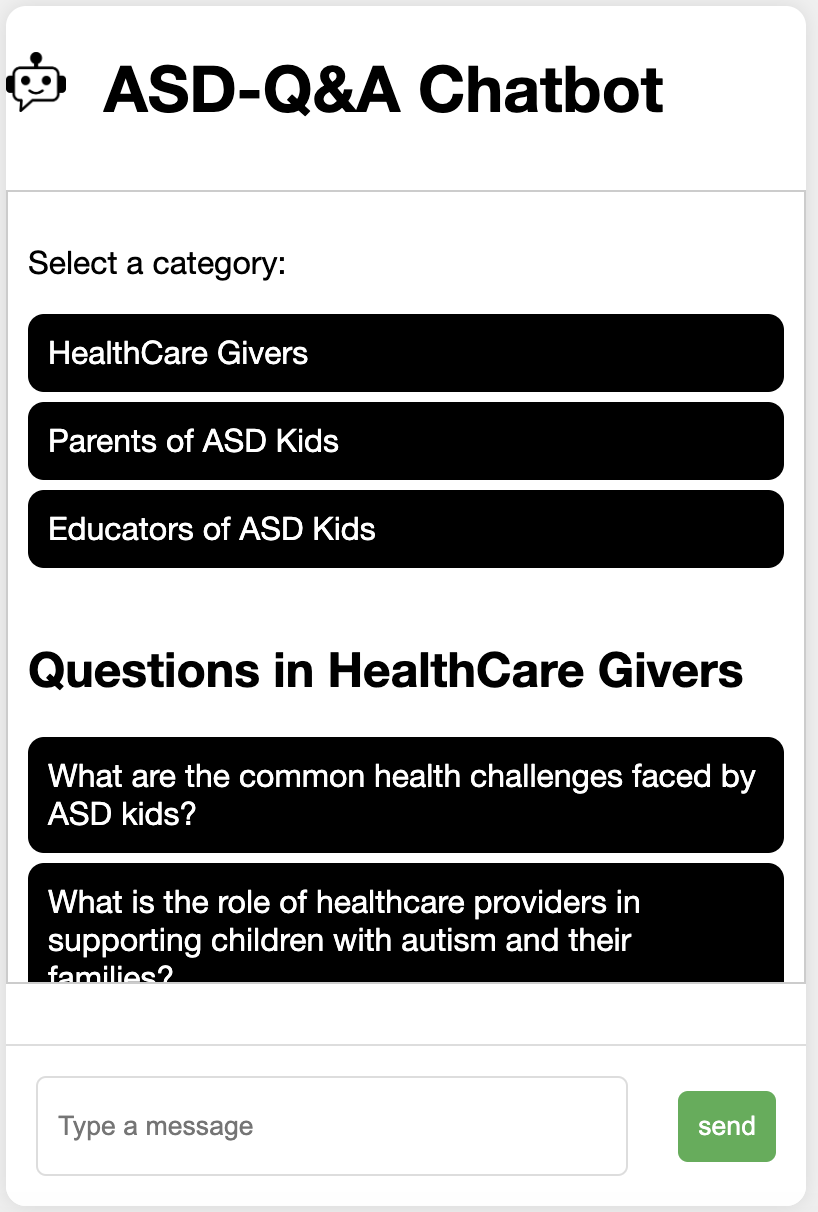 ASD-Q&A Chatbot
Select a category:
HealthCare Givers
Parents of ASD Kids
Educators of ASD Kids
Questions in HealthCare Givers
What are the common health challenges faced by
ASD kids?
What is the role of healthcare providers in
supporting children with autism and their
families?
Type a message
send